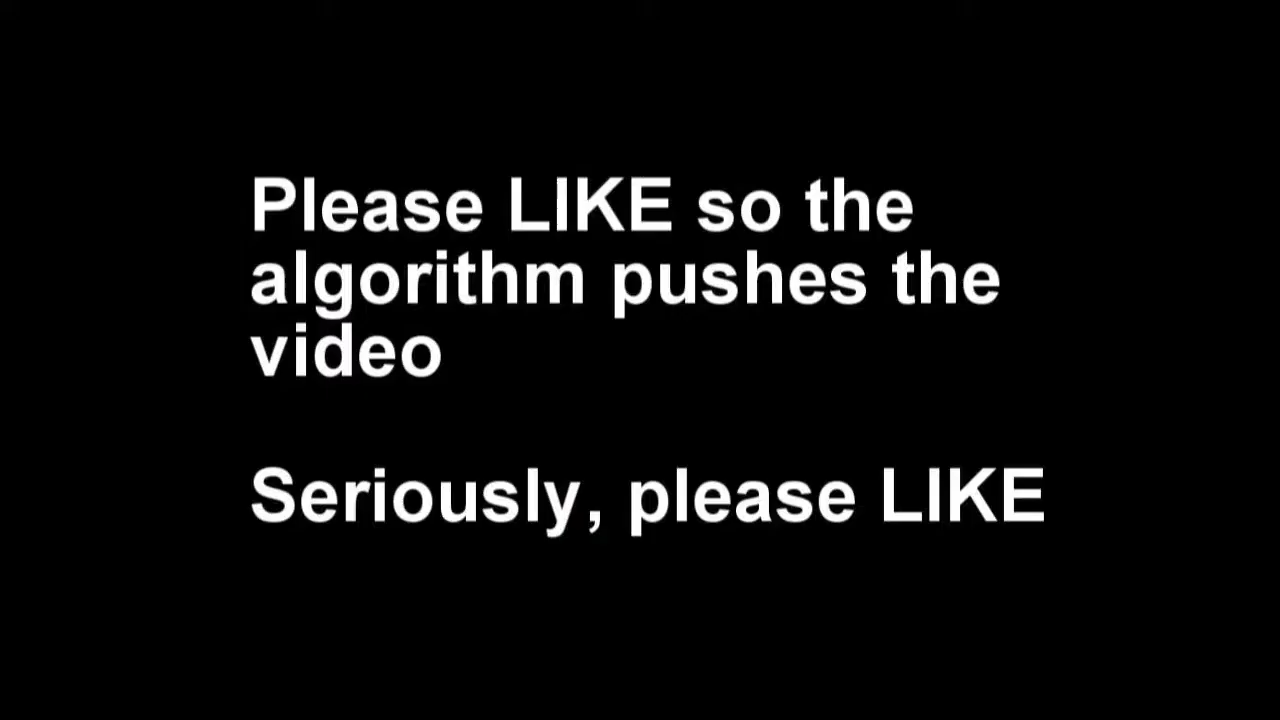 Please LIKE so the
algorithm pushes the
video
Seriously, please LIKE